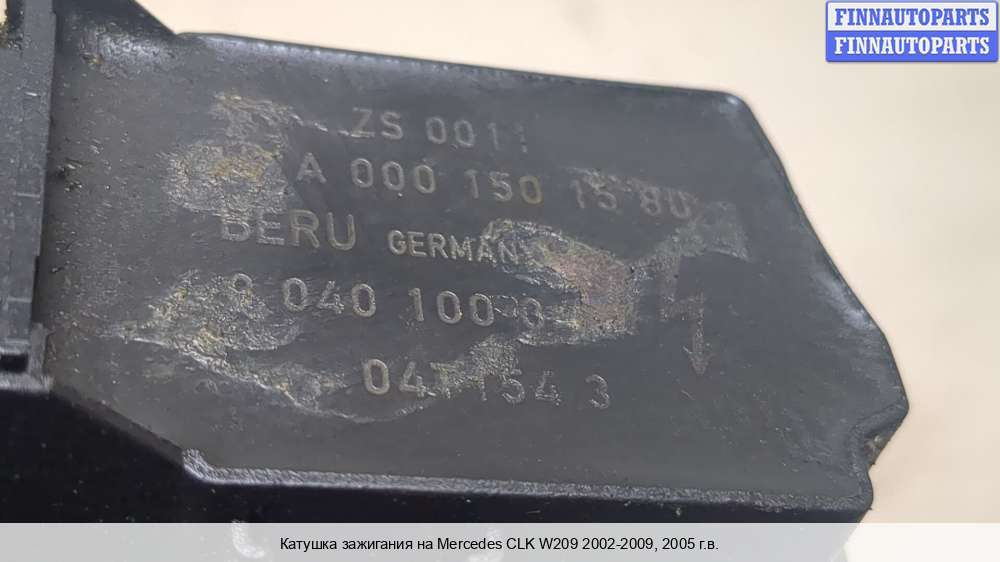 FINNAUTOPARTS
FINNAUTOPARTS
ZS 0011
A 000 150 15 80
BERU GERMANY
0 040 100
3
Катушка зажигания на Mercedes CLK W209 2002-2009, 2005 г.в.